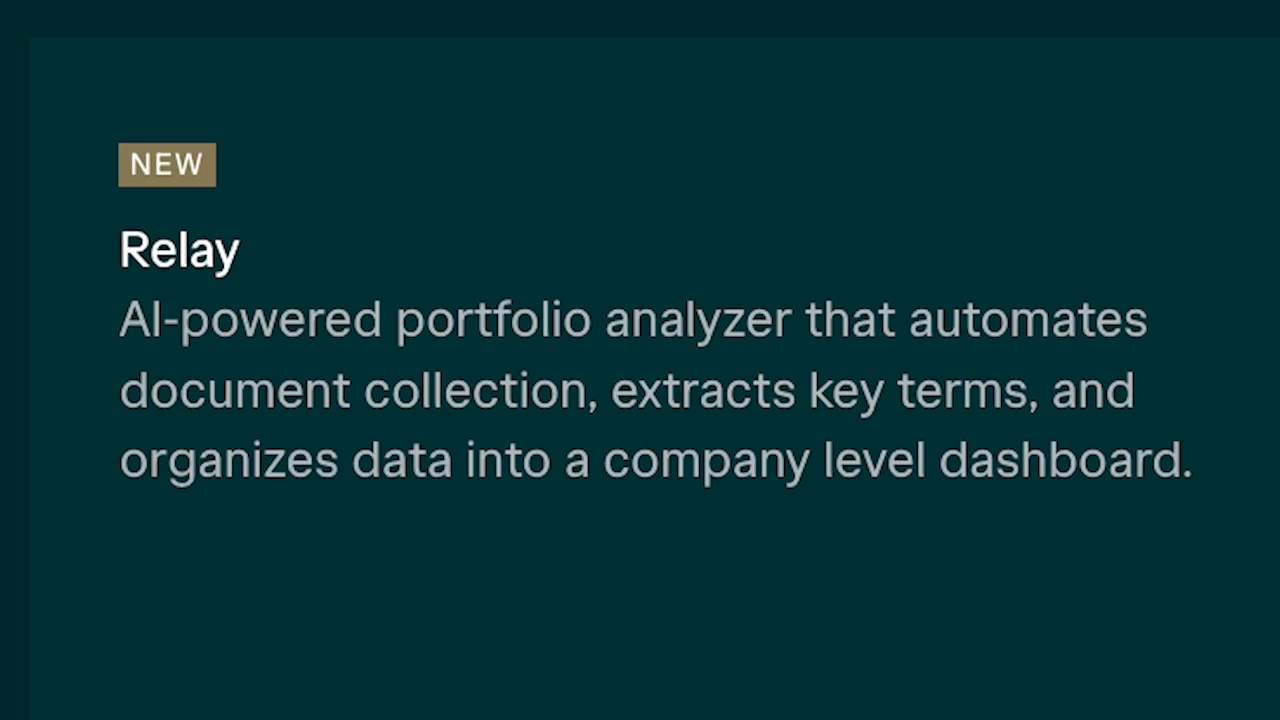 NEW
Relay
AI-powered portfolio analyzer that automates
document collection, extracts key terms, and
organizes data into a company level dashboard.